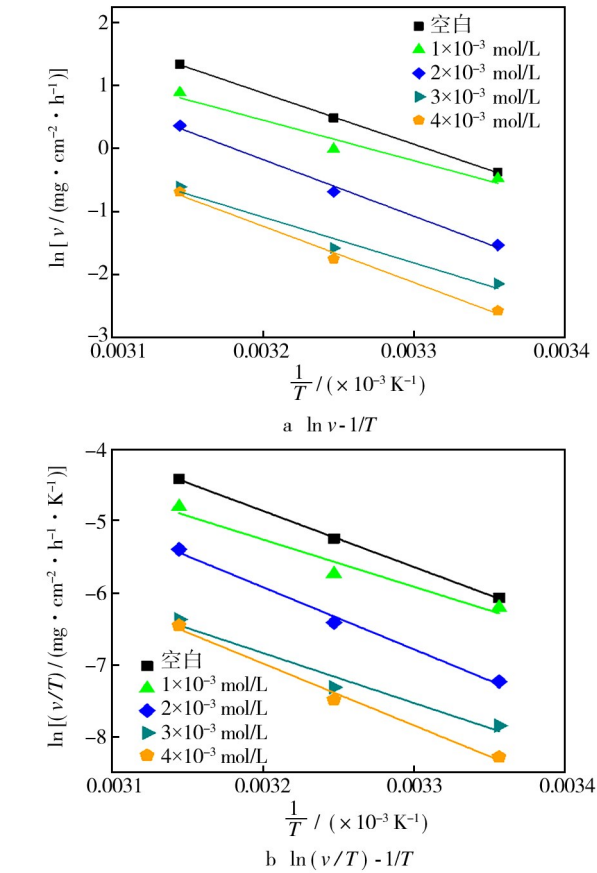 2
1
0
−1
−2
−3
ln [ v / (mg • cm⁻² • h⁻¹)]
空白
1×10⁻³ mol/L
2×10⁻³ mol/L
3×10⁻³ mol/L
4×10⁻³ mol/L
0.0031 0.0032 0.0033 0.0034
1/T / ( × 10⁻³ K⁻¹)
a ln v - 1/T
−4
−5
−6
−7
−8
ln [(v/T) / (mg • cm⁻² • h⁻¹ • K⁻¹)]
空白
1×10⁻³ mol/L
2×10⁻³ mol/L
3×10⁻³ mol/L
4×10⁻³ mol/L
0.0031 0.0032 0.0033 0.0034
1/T / ( × 10⁻³ K⁻¹)
b ln ( v / T ) - 1/T